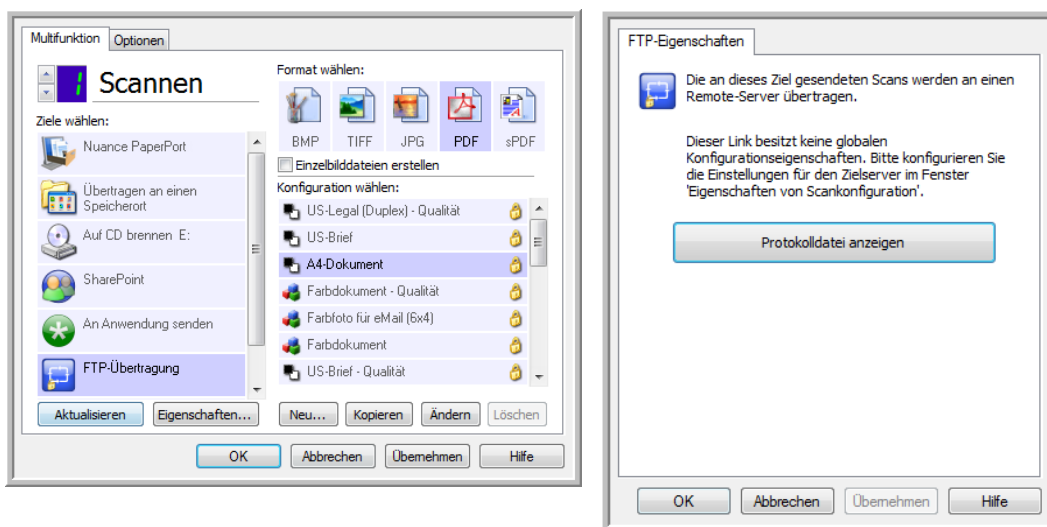 Multifunktion
Optionen
1
Scannen
Ziele wählen:
Nuance PaperPort
Übertragen an einen
Speicherort
Auf CD brennen E:
SharePoint
An Anwendung senden
FTP-Übertragung
Aktualisieren
Eigenschaften...
Format wählen:
BMP
TIFF
JPG
PDF
sPDF
Einzelbilddateien erstellen
Konfiguration wählen:
US-Legal (Duplex) - Qualität
US-Brief
A4-Dokument
Farbdokument - Qualität
Farbfoto für eMail (6x4)
Farbdokument
US-Brief - Qualität
Neu...
Kopieren
Ändern
Löschen
OK
Abbrechen
Übernehmen
Hilfe
FTP-Eigenschaften
Die an dieses Ziel gesendeten Scans werden an einen
Remote-Server übertragen.
Dieser Link besitzt keine globalen
Konfigurationseigenschaften. Bitte konfigurieren Sie
die Einstellungen für den Zielserver im Fenster
'Eigenschaften von Scankonfiguration'.
Protokolldatei anzeigen
OK
Abbrechen
Übernehmen
Hilfe